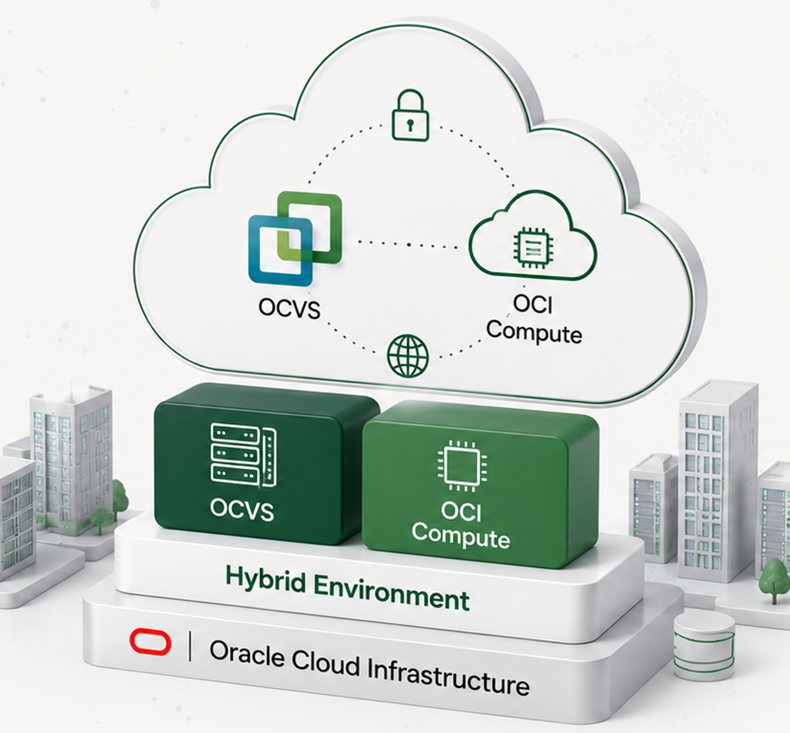 OCVS
OCI
Compute
OCVS
OCI
Compute
Hybrid Environment
Oracle Cloud Infrastructure